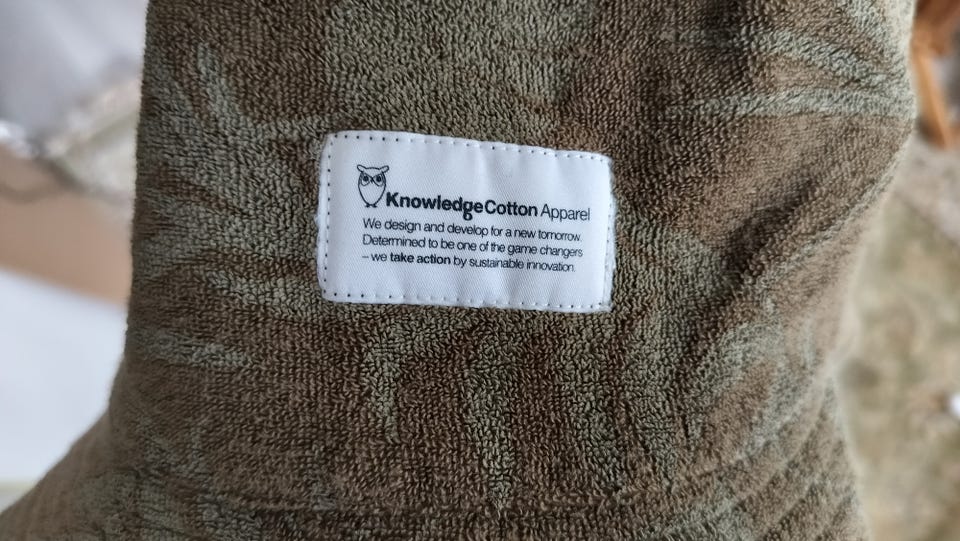 KnowledgeCotton Apparel
We design and develop for a new tomorrow.
Determined to be one of the game changers
– we take action by sustainable innovation.